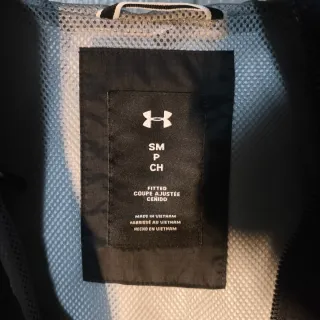 SM
P
CH
FITTED
COUPE AJUSTÉE
CEÑIDO
MADE IN VIETNAM
FABRIQUÉ AU VIETNAM
HECHO EN VIETNAM